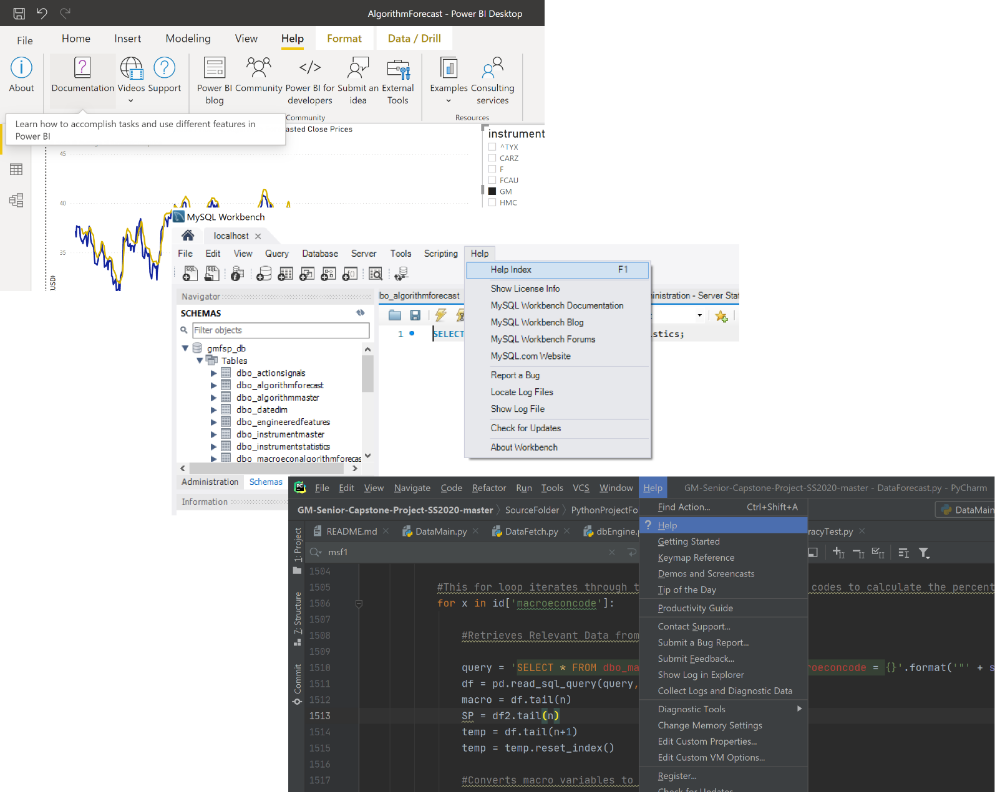 AlgorithmForecast - Power BI Desktop
File Home Insert Modeling View Help Format Data / Drill
About
Documentation Videos Support
Power BI blog
Community
Power BI for developers
Submit an idea
External Tools
Examples
Consulting services
Community
Resources
Learn how to accomplish tasks and use different features in
Power BI
asted Close Prices
45
40
35
USD)
instrument
^TYX
CARZ
F
FCAU
GM
HMC
MySQL Workbench
localhost
File Edit View Query Database Server Tools Scripting Help
Navigator
SCHEMAS
Filter objects
gmfsp_db
Tables
dbo_actionsignals
dbo_algorithmforecast
dbo_algorithmmaster
dbo_datedim
dbo_engineeredfeatures
dbo_instrumentmaster
dbo_instrumentstatistics
dbo_macroeconalgorithmforecas
Administration Schemas
Information
lbo_algorithmforecast
inistration - Server Stat
1 SELECT
stics;
Help Index F1
Show License Info
MySQL Workbench Documentation
MySQL Workbench Blog
MySQL Workbench Forums
MySQL.com Website
Report a Bug
Locate Log Files
Show Log File
Check for Updates
About Workbench
PC File Edit View Navigate Code Refactor Run Tools VCS Window Help GM-Senior-Capstone-Project-SS2020-master - DataForecast.py - PyCharm
GM-Senior-Capstone-Project-SS2020-master SourceFolder PythonProjectFo
DataMain
README.md DataMain.py DataFetch.py dbEngine.p
racyTest.py
msf1
1: Project
7: Structure
Commit
1504
1505 #This for loop iterates through t codes to calculate the percent
1506 for x in id['macroeconcode']:
1507
1508 #Retrieves Relevant Data from
1509
1510 query = 'SELECT * FROM dbo_ma roeconcode = {}'.format('"' + s
1511 df = pd.read_sql_query(query,
1512 macro = df.tail(n)
1513 SP = df2.tail(n)
1514 temp = df.tail(n+1)
1515 temp = temp.reset_index()
1516
1517 #Converts macro variables to
Find Action... Ctrl+Shift+A
? Help
Getting Started
Keymap Reference
Demos and Screencasts
Tip of the Day
Productivity Guide
Contact Support...
Submit a Bug Report...
Submit Feedback...
Show Log in Explorer
Collect Logs and Diagnostic Data
Diagnostic Tools
Change Memory Settings
Edit Custom Properties...
Edit Custom VM Options...
Register...
Check for Updates